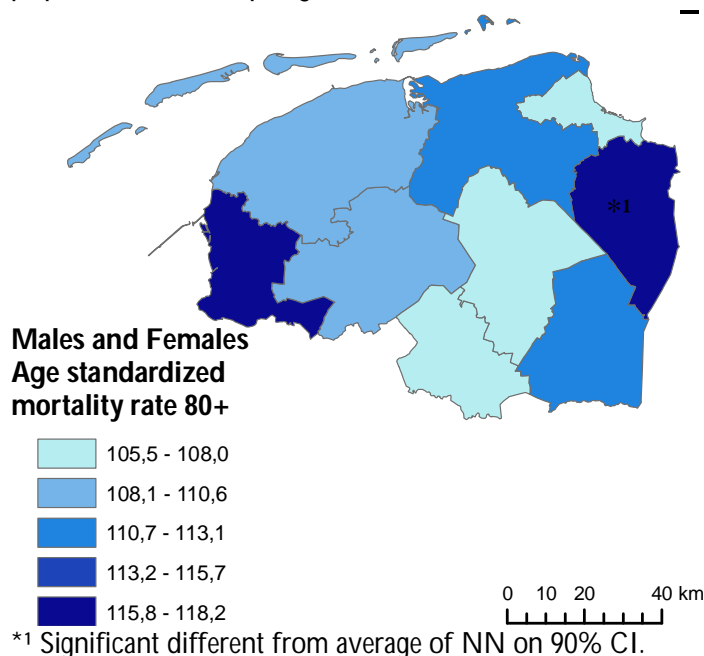 *1
Males and Females
Age standardized
mortality rate 80+
105,5 - 108,0
108,1 - 110,6
110,7 - 113,1
113,2 - 115,7
115,8 - 118,2
0 10 20 40 km
*1 Significant different from average of NN on 90% CI.